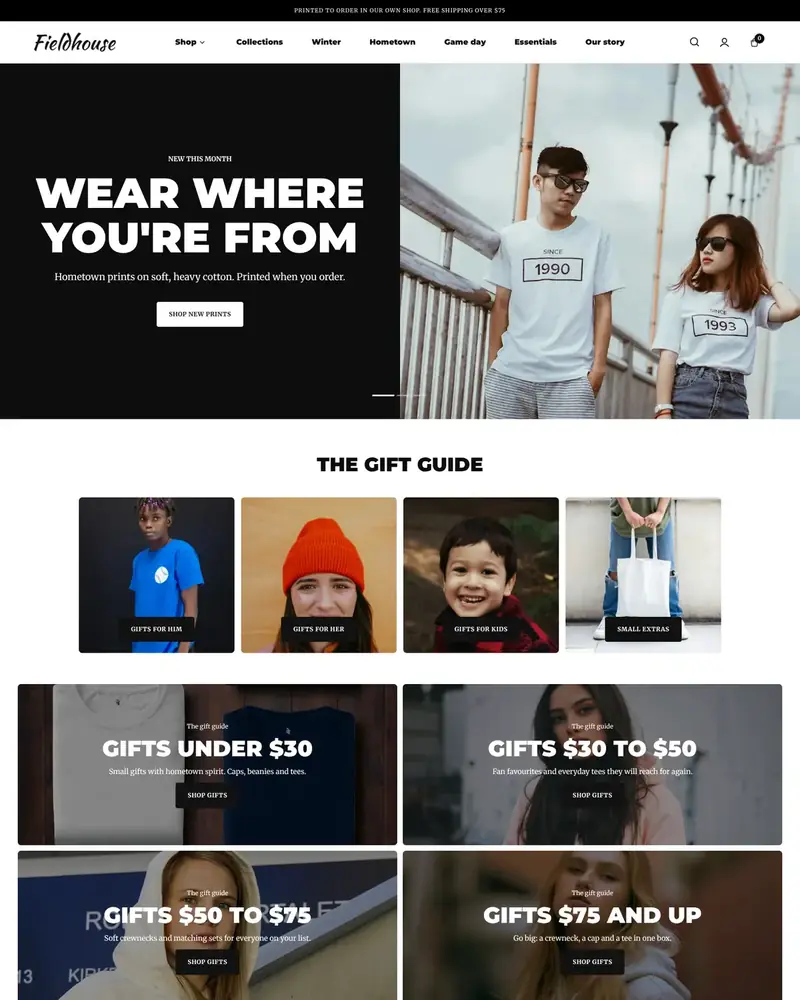 PRINTED TO ORDER IN OUR OWN SHOP. FREE SHIPPING OVER $75
Fieldhouse
Shop
Collections
Winter
Hometown
Game day
Essentials
Our story
0
NEW THIS MONTH
WEAR WHERE
YOU'RE FROM
Hometown prints on soft, heavy cotton. Printed when you order.
SHOP NEW PRINTS
SINCE
1990
SINCE
1993
THE GIFT GUIDE
GIFTS FOR HIM
GIFTS FOR HER
GIFTS FOR KIDS
SMALL EXTRAS
The gift guide
GIFTS UNDER $30
Small gifts with hometown spirit. Caps, beanies and tees.
SHOP GIFTS
The gift guide
GIFTS $30 TO $50
Fan favourites and everyday tees they will reach for again.
SHOP GIFTS
The gift guide
GIFTS $50 TO $75
Soft crewnecks and matching sets for everyone on your list.
SHOP GIFTS
13
The gift guide
GIFTS $75 AND UP
Go big: a crewneck, a cap and a tee in one box.
SHOP GIFTS